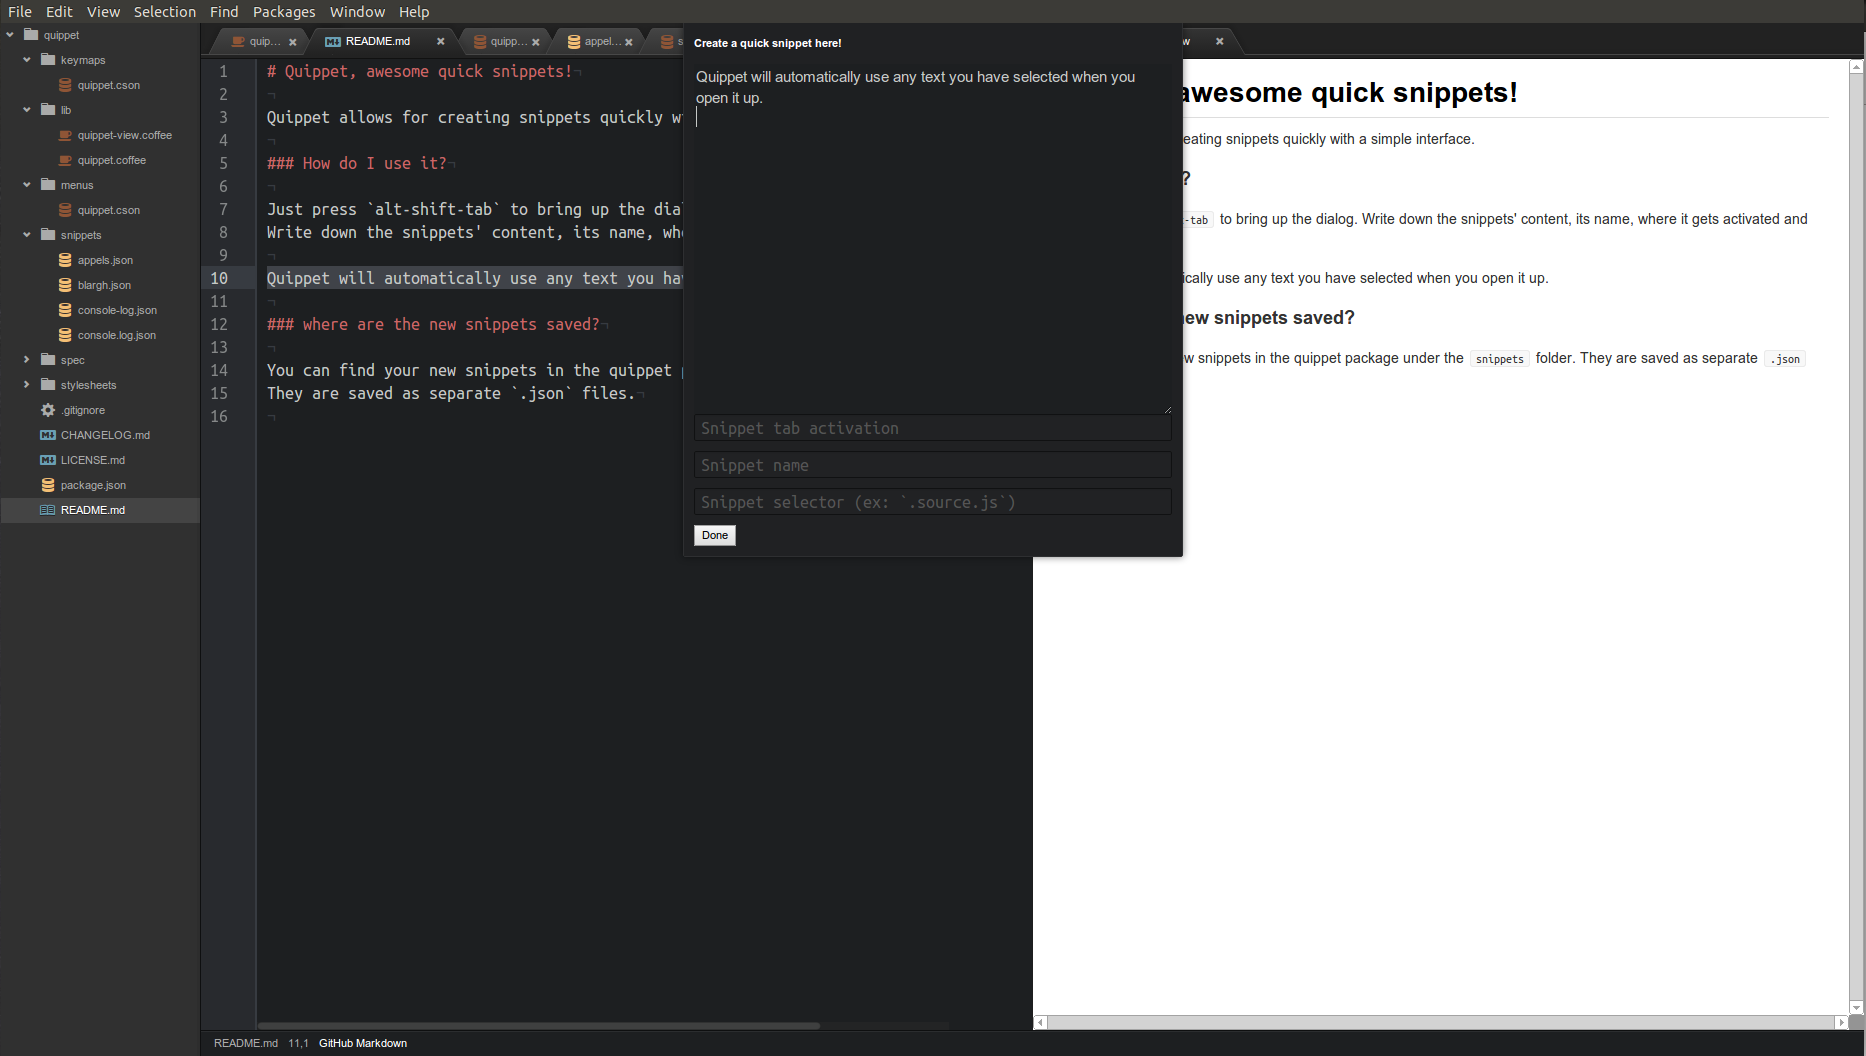 File Edit View Selection Find Packages Window Help
quippet
keymaps
quippet.cson
lib
quippet-view.coffee
quippet.coffee
menus
quippet.cson
snippets
appels.json
blargh.json
console-log.json
console.log.json
spec
stylesheets
.gitignore
CHANGELOG.md
LICENSE.md
package.json
README.md
quip...
README.md
quipp...
appel...
s
w
1 # Quippet, awesome quick snippets!
2
3 Quippet allows for creating snippets quickly w
4
5 ### How do I use it?
6
7 Just press `alt-shift-tab` to bring up the dia
8 Write down the snippets' content, its name, whe
9
10 Quippet will automatically use any text you hav
11
12 ### where are the new snippets saved?
13
14 You can find your new snippets in the quippet p
15 They are saved as separate `.json` files.
16
Create a quick snippet here!
Quippet will automatically use any text you have selected when you
open it up.
Snippet tab activation
Snippet name
Snippet selector (ex: `.source.js`)
Done
awesome quick snippets!
eating snippets quickly with a simple interface.
?
-tab to bring up the dialog. Write down the snippets' content, its name, where it gets activated and
ically use any text you have selected when you open it up.
new snippets saved?
w snippets in the quippet package under the snippets folder. They are saved as separate .json
README.md 11,1 GitHub Markdown